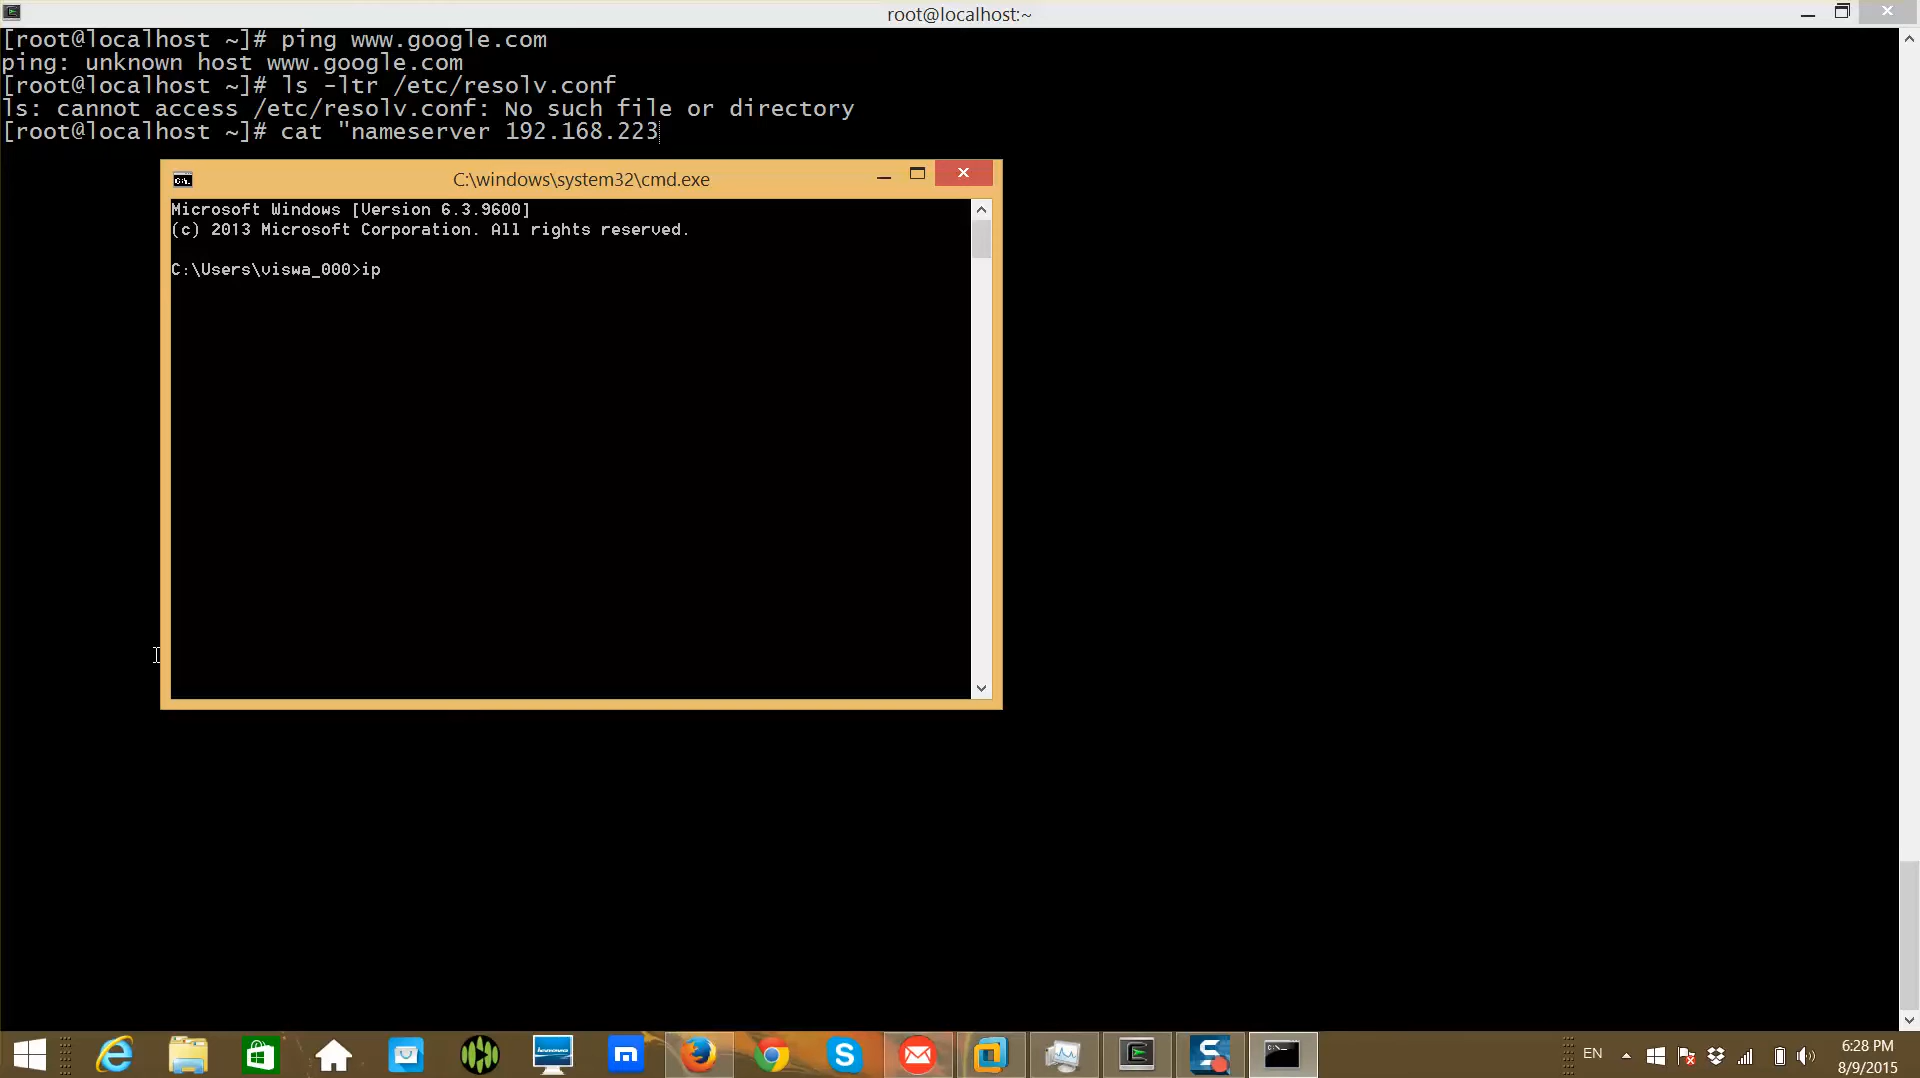 root@localhost:~
[root@localhost ~]# ping www.google.com
ping: unknown host www.google.com
[root@localhost ~]# ls -ltr /etc/resolv.conf
ls: cannot access /etc/resolv.conf: No such file or directory
[root@localhost ~]# cat "nameserver 192.168.223
C:\windows\system32\cmd.exe
Microsoft Windows [Version 6.3.9600]
(c) 2013 Microsoft Corporation. All rights reserved.
C:\Users\viswa_000>ip
EN
6:28 PM
8/9/2015